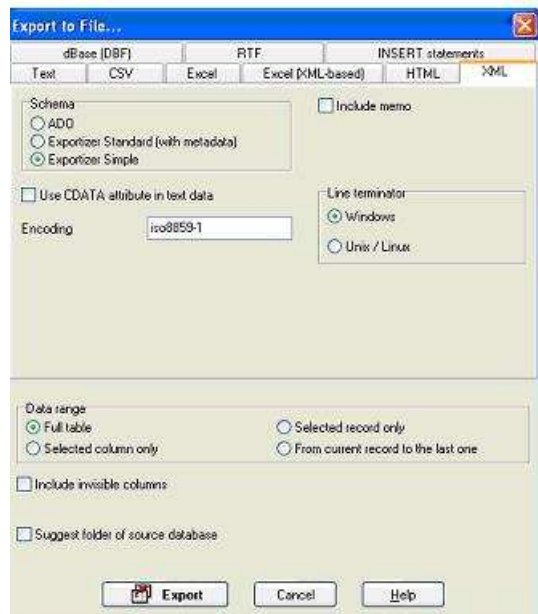 Export to File...
dBase (DBF) RTF INSERT statements
Text CSV Excel Excel (XML-based) HTML XML
Schema
ADO
Exportizer Standard (with metadata)
Exportizer Simple
Include memo
Use CDATA attribute in text data
Encoding iso8859-1
Line terminator
Windows
Unix / Linux
Data range
Full table Selected record only
Selected column only From current record to the last one
Include invisible columns
Suggest folder of source database
Export Cancel Help